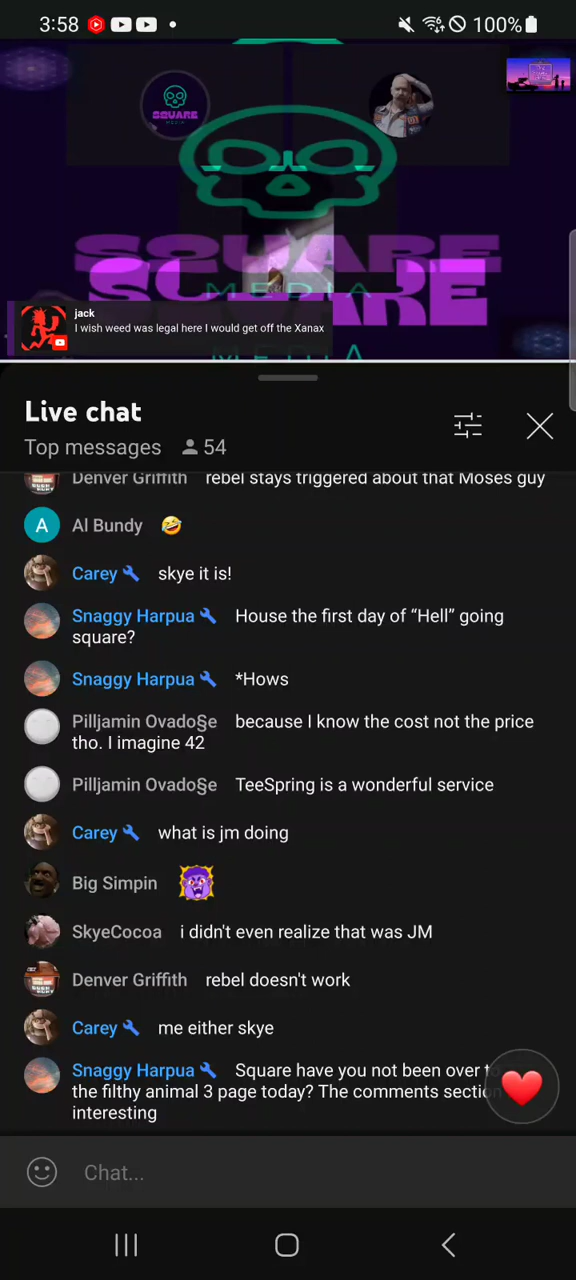 3:58
100%
SQUARE
MEDIA
SQUARE
MEDIA
SQUARE
MEDIA
jack
I wish weed was legal here I would get off the Xanax
Live chat
Top messages 54
Denver Griffith rebel stays triggered about that Moses guy
A Al Bundy 🤣
Carey skye it is!
Snaggy Harpua House the first day of “Hell” going
square?
Snaggy Harpua *Hows
Pilljamin Ovado§e because I know the cost not the price
tho. I imagine 42
Pilljamin Ovado§e TeeSpring is a wonderful service
Carey what is jm doing
Big Simpin
SkyeCocoa i didn't even realize that was JM
Denver Griffith rebel doesn't work
Carey me either skye
Snaggy Harpua Square have you not been over
the filthy animal 3 page today? The comments
interesting
Chat...